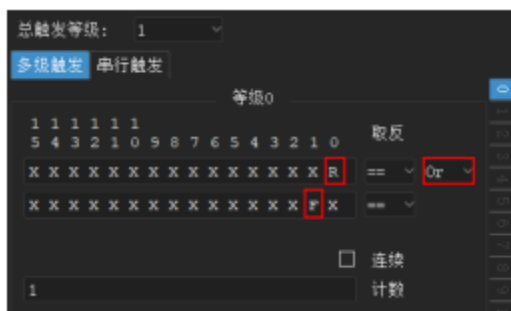 总触发等级： 1
多级触发 串行触发
等级0
1 1 1 1 1 1
5 4 3 2 1 0 9 8 7 6 5 4 3 2 1 0 取反
X X X X X X X X X X X X X X X R == Or
X X X X X X X X X X X X X X F X ==
连续
1 计数
0